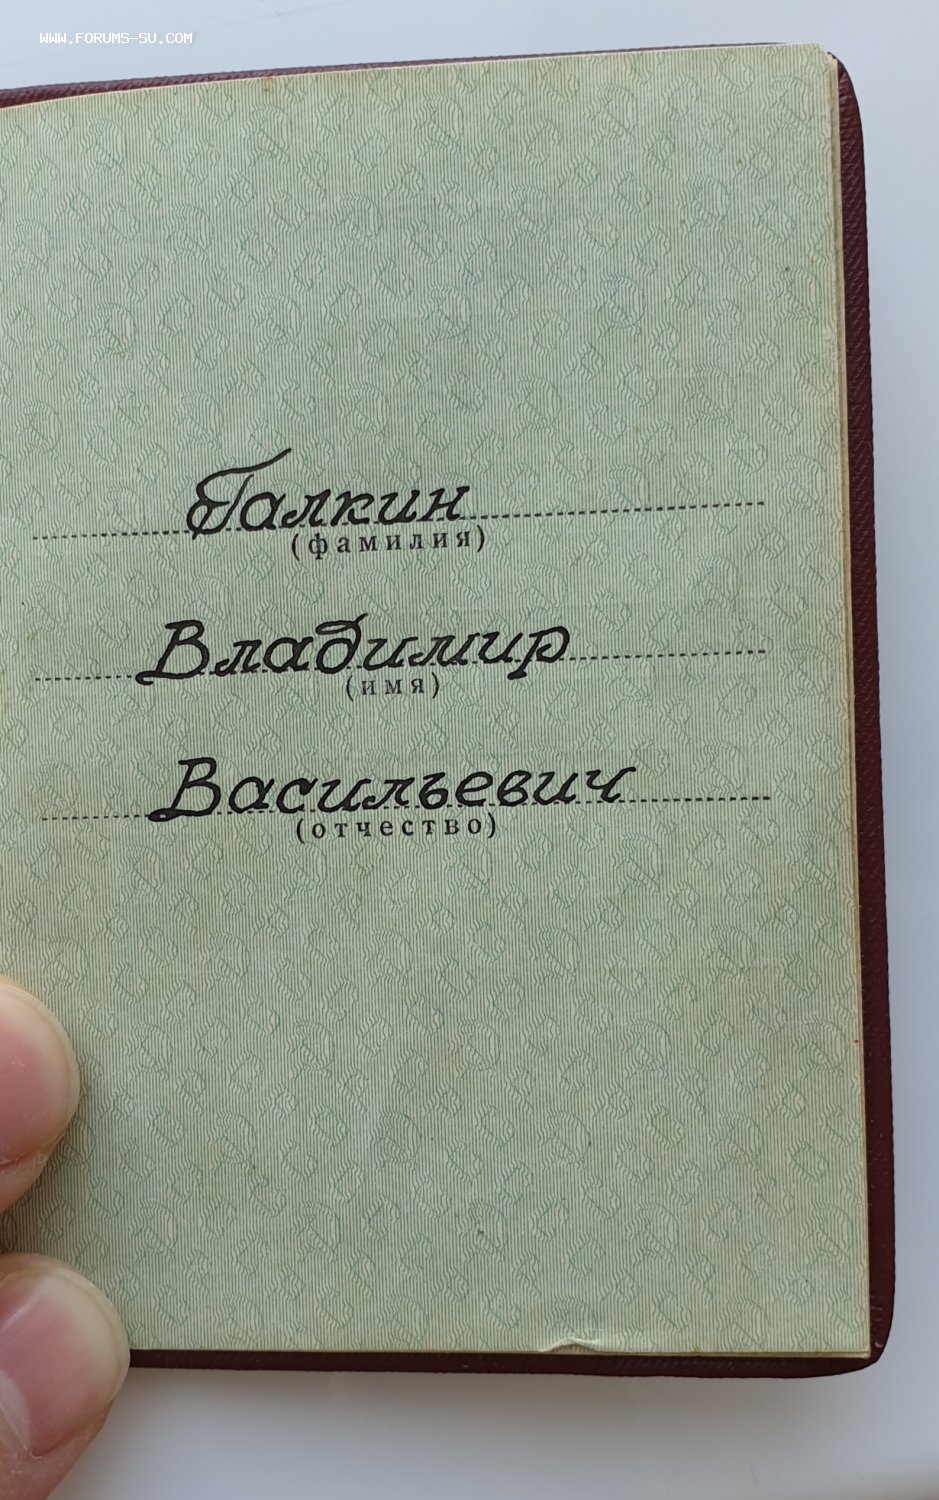 WWW.FORUMS-SU.COM
Галкин
(фамилия)
Владимир
(имя)
Васильевич
(отчество)